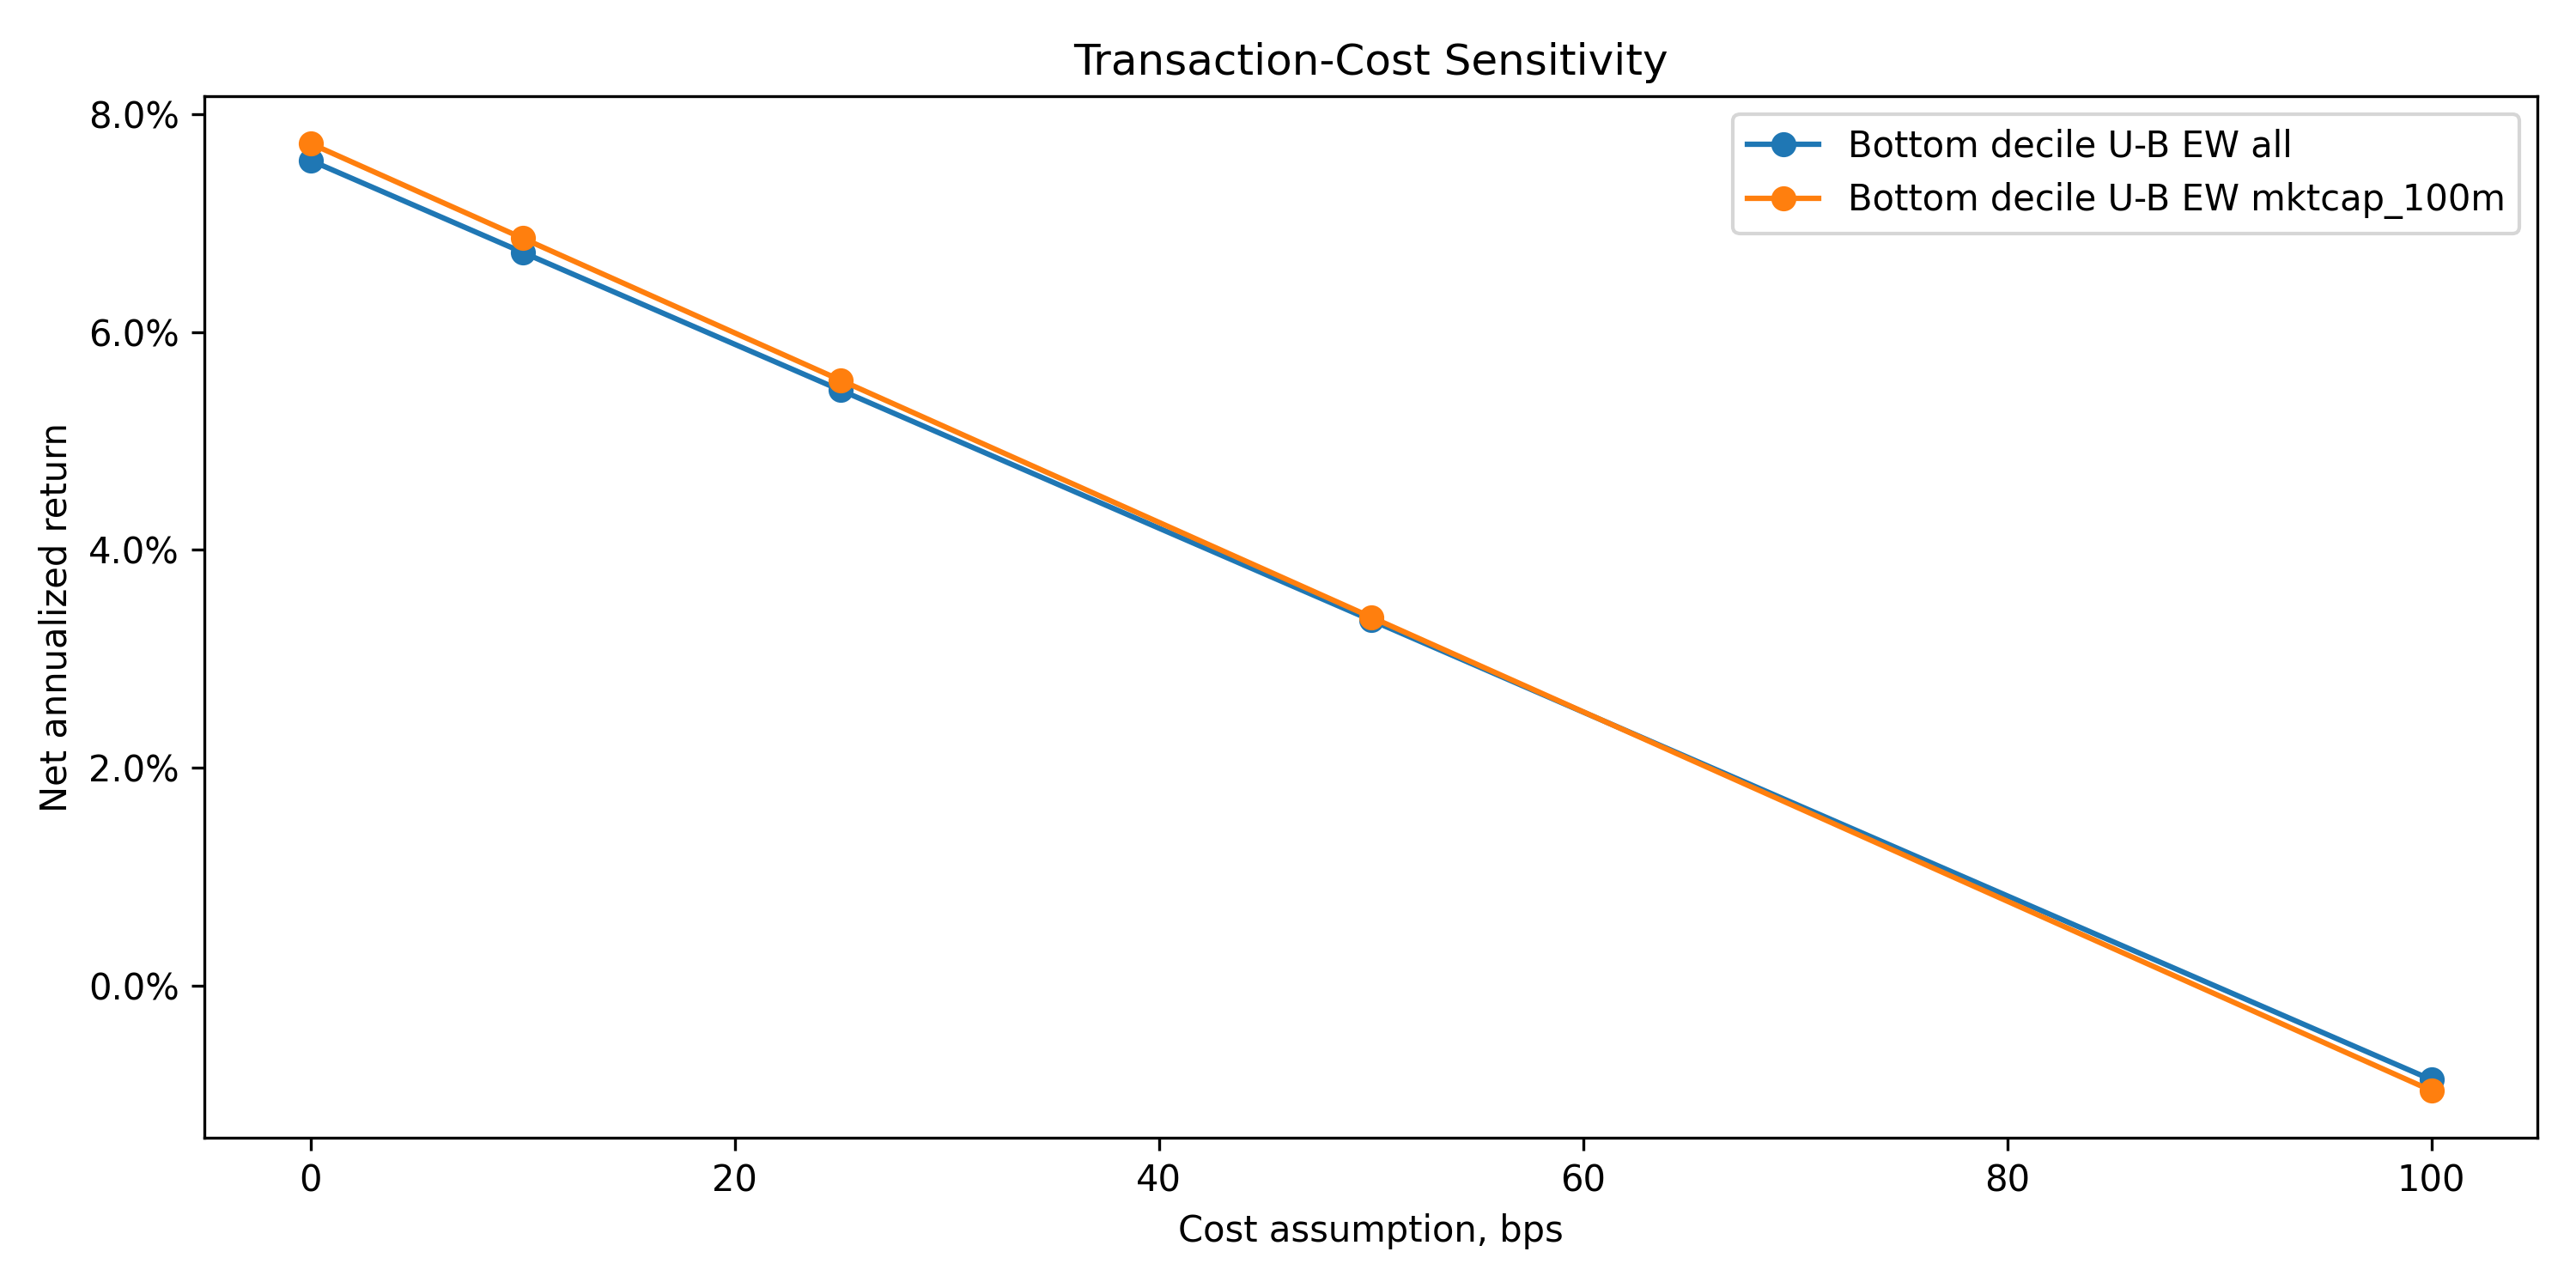 Transaction-Cost Sensitivity
Bottom decile U-B EW all
Bottom decile U-B EW mktcap_100m
8.0%
6.0%
4.0%
2.0%
0.0%
Net annualized return
0
20
40
60
80
100
Cost assumption, bps